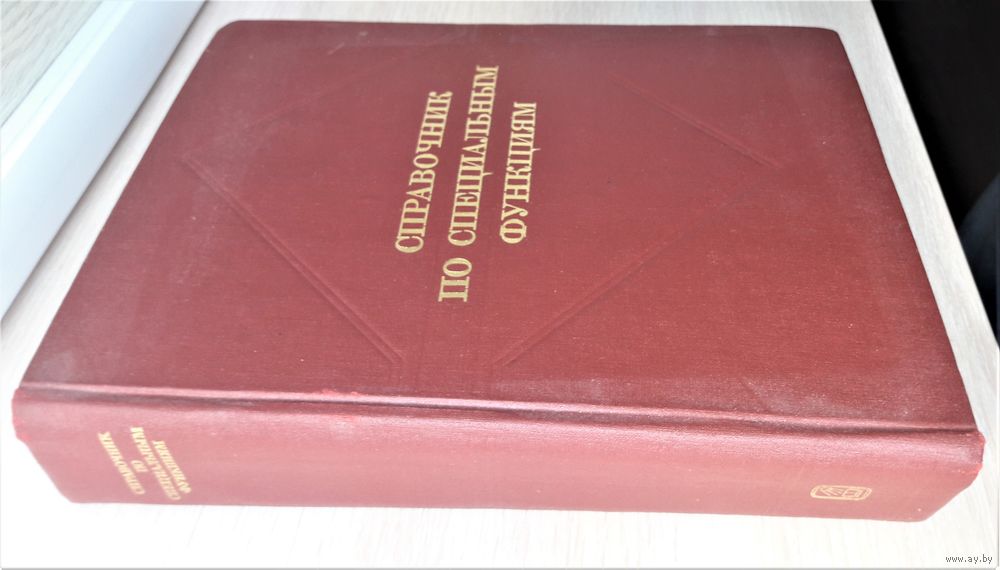 СПРАВОЧНИК
ПО СПЕЦИАЛЬНЫМ
ФУНКЦИЯМ
СПРАВОЧНИК
ПО
СПЕЦИАЛЬНЫМ
ФУНКЦИЯМ
www.ay.by